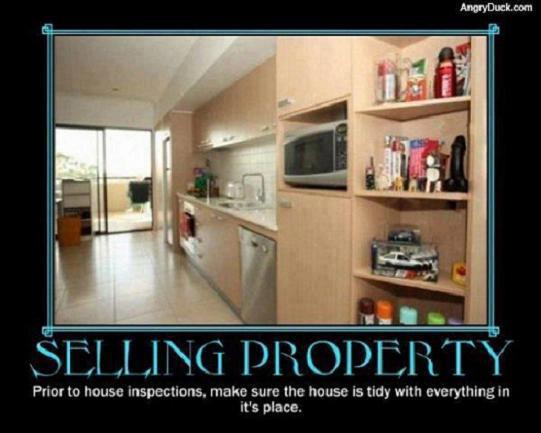 AngryDuck.com
SELLING PROPERTY
Prior to house inspections, make sure the house is tidy with everything in
it's place.